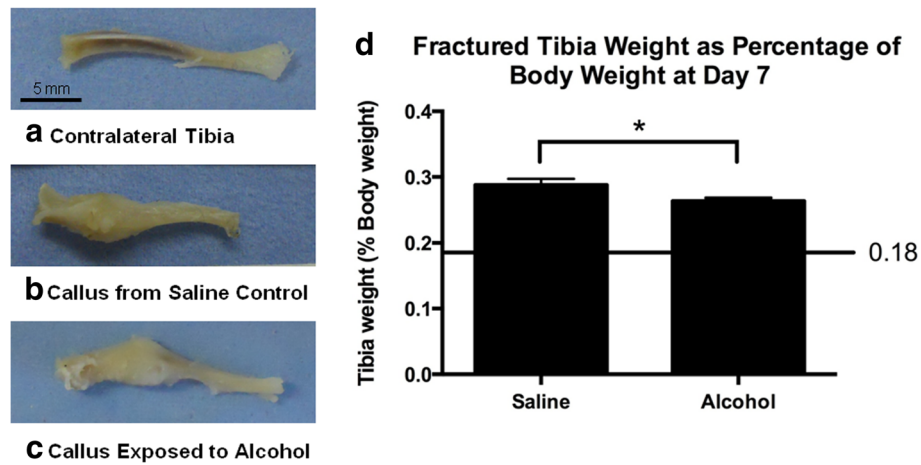 5 mm
a Contralateral Tibia
b Callus from Saline Control
c Callus Exposed to Alcohol
d Fractured Tibia Weight as Percentage of
Body Weight at Day 7
Tibia weight (% Body weight)
0.4
0.3
0.2
0.1
0.0
*
0.18
Saline
Alcohol